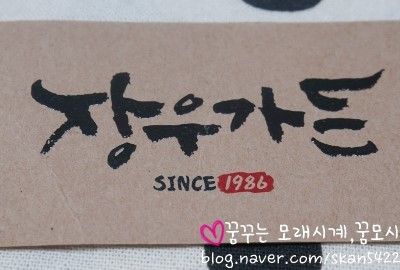 장우가든
SINCE 1986
꿈꾸는 모래시계,꿈모시
blog.naver.com/skan5422